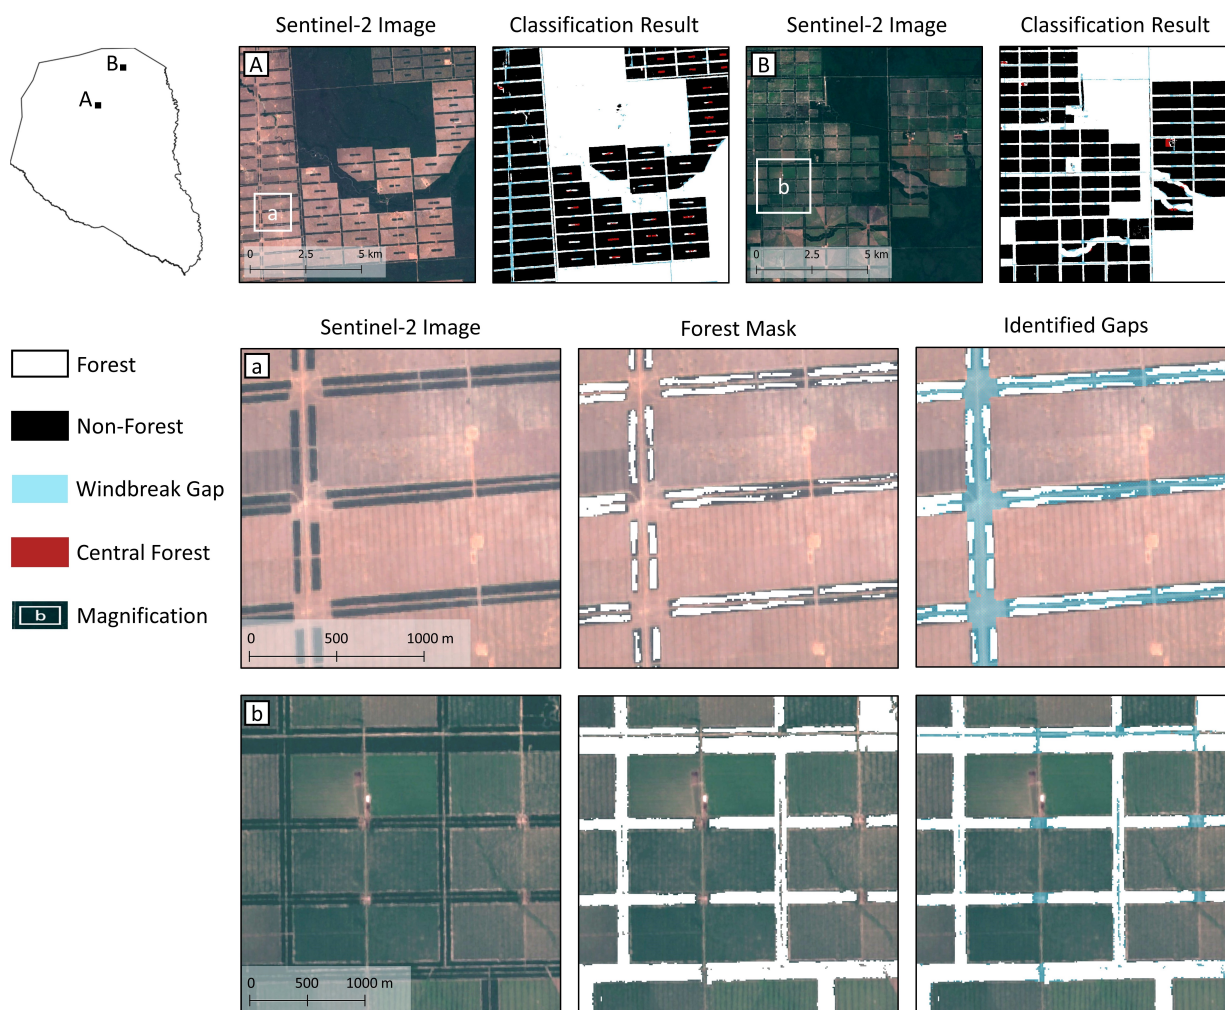 Sentinel-2 Image
Classification Result
Sentinel-2 Image
Classification Result
B
A
A
a
0 2.5 5 km
B
b
0 2.5 5 km
Sentinel-2 Image
Forest Mask
Identified Gaps
Forest
Non-Forest
Windbreak Gap
Central Forest
b
Magnification
a
0 500 1000 m
b
0 500 1000 m